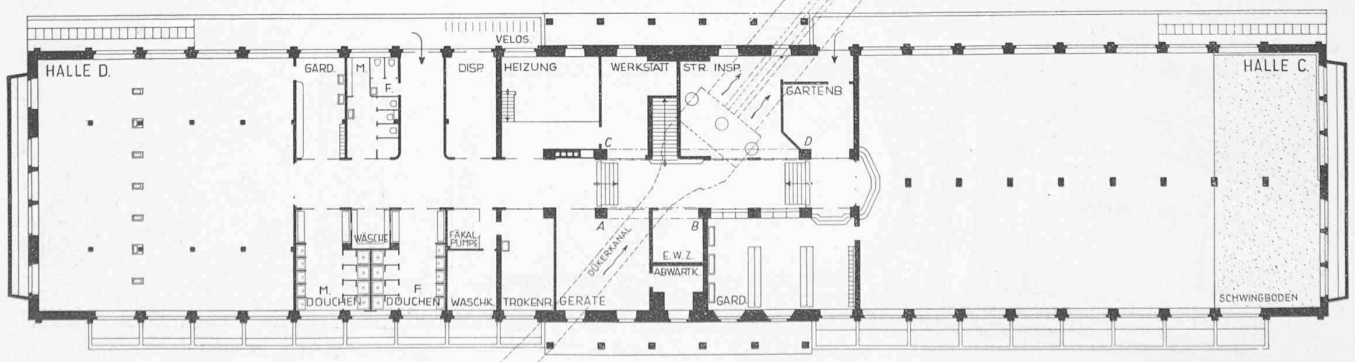 VELOS.
HALLE D.
GARD.
M.
F.
DISP.
HEIZUNG
WERKSTATT
STR. INSP.
GARTENB
HALLE C.
C
D
A
B
WÄSCHE
FÄKAL-
PUMPE
DÜKERKANAL
E.W.Z.
ABWARTK.
M.
DOUCHEN
F.
DOUCHEN
WASCHK.
TROKENR.
GERÄTE
GARD.
SCHWINGBODEN